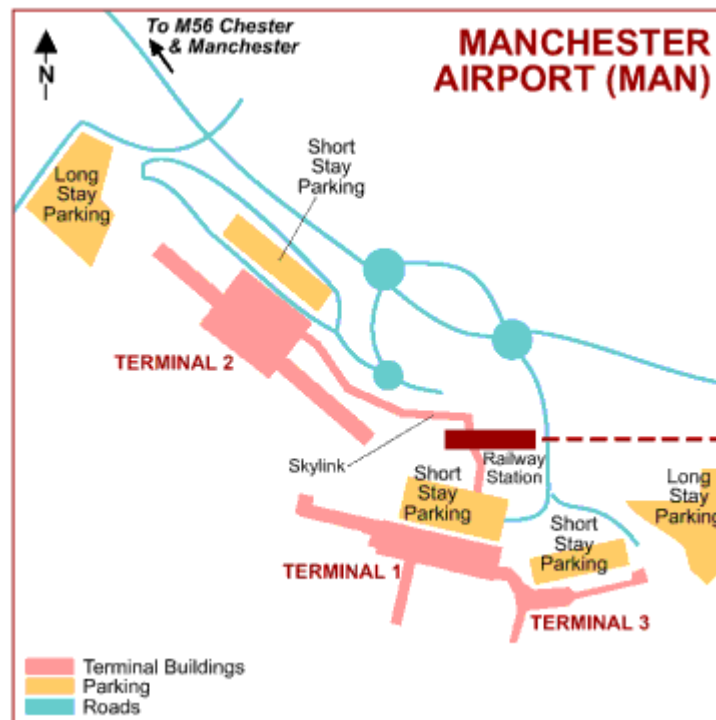 To M56 Chester
& Manchester
MANCHESTER
AIRPORT (MAN)
N
Short
Stay
Parking
Long
Stay
Parking
TERMINAL 2
Skylink
Railway
Station
Short
Stay
Parking
Long
Stay
Parking
Short
Stay
Parking
TERMINAL 1
TERMINAL 3
Terminal Buildings
Parking
Roads